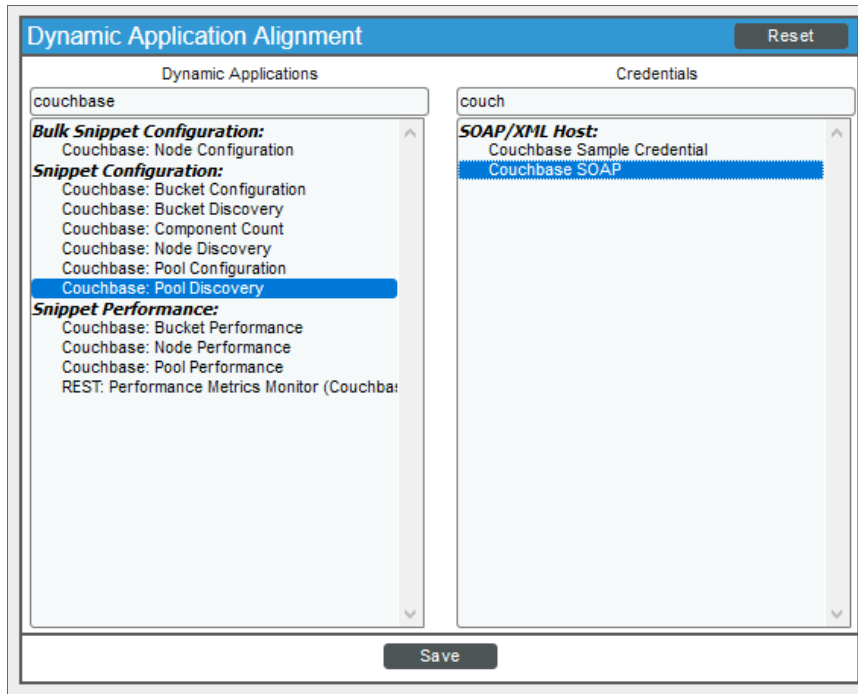 Dynamic Application Alignment
Reset
Dynamic Applications
Credentials
couchbase
couch
Bulk Snippet Configuration:
Couchbase: Node Configuration
Snippet Configuration:
Couchbase: Bucket Configuration
Couchbase: Bucket Discovery
Couchbase: Component Count
Couchbase: Node Discovery
Couchbase: Pool Configuration
Couchbase: Pool Discovery
Snippet Performance:
Couchbase: Bucket Performance
Couchbase: Node Performance
Couchbase: Pool Performance
REST: Performance Metrics Monitor (Couchba
SOAP/XML Host:
Couchbase Sample Credential
Couchbase SOAP
Save